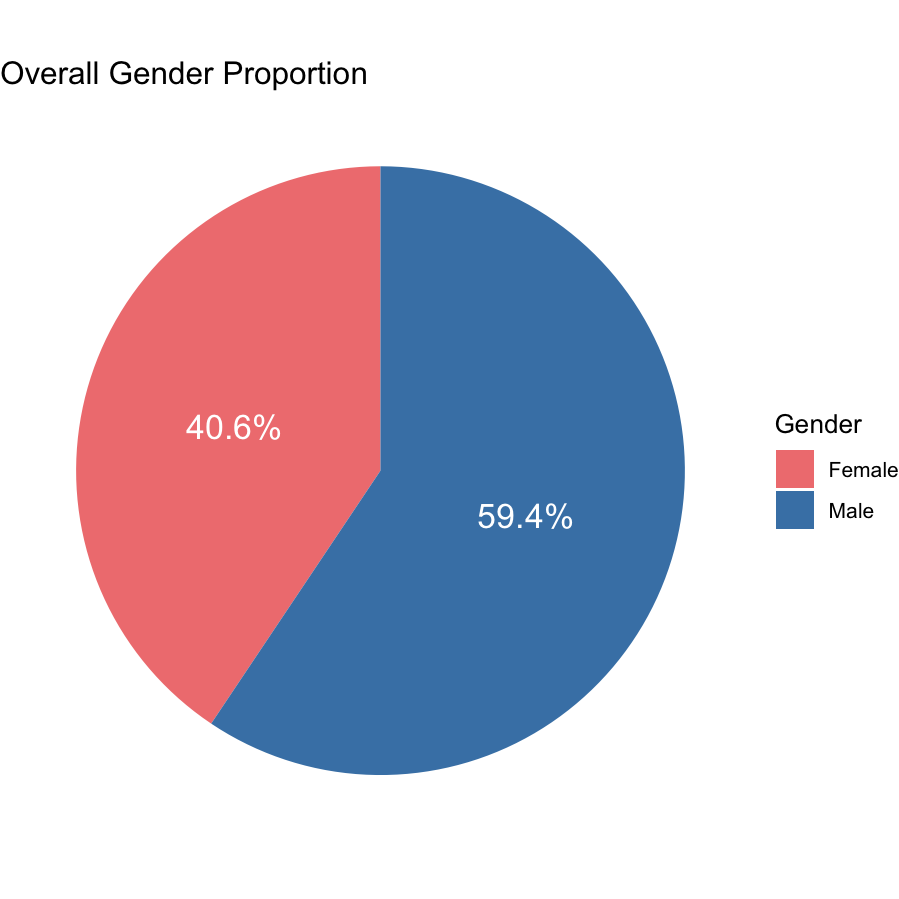 Overall Gender Proportion
40.6%
59.4%
Gender
Female
Male